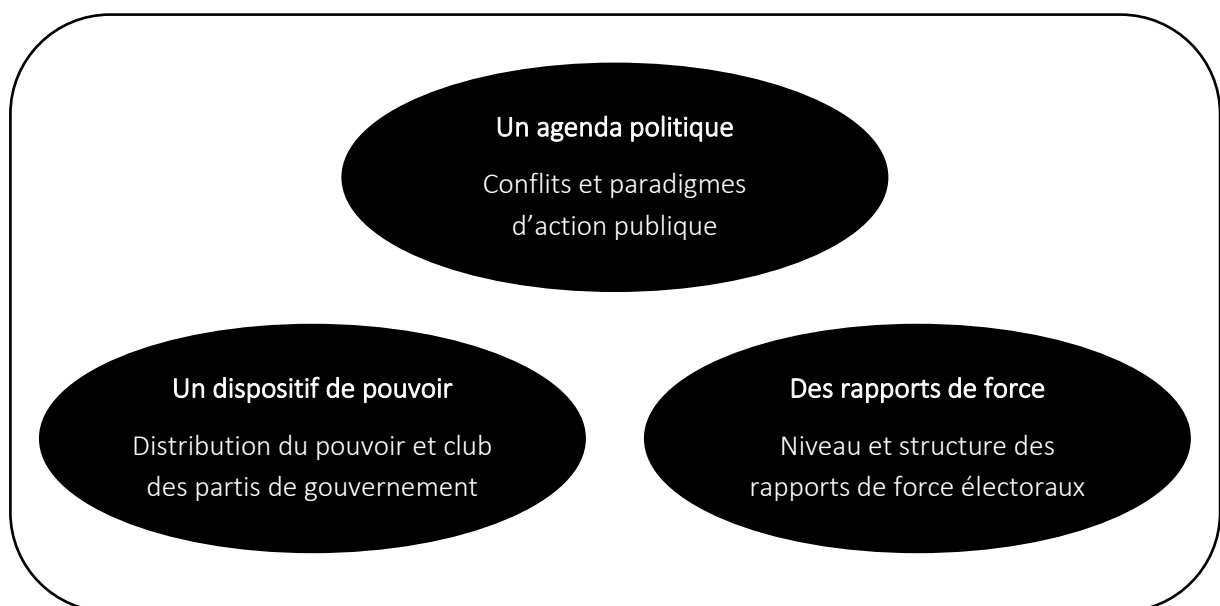 Un agenda politique
Conflits et paradigmes
d’action publique
Un dispositif de pouvoir
Distribution du pouvoir et club
des partis de gouvernement
Des rapports de force
Niveau et structure des
rapports de force électoraux